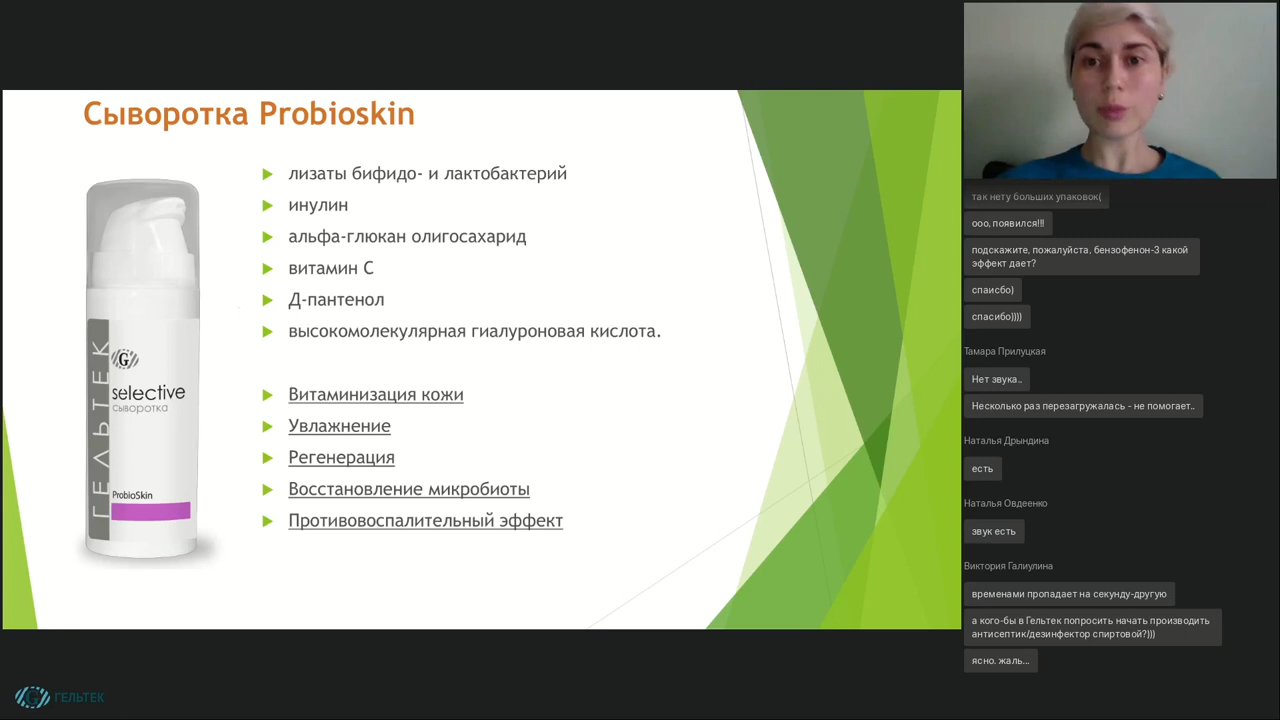 Сыворотка Probioskin
лизаты бифидо- и лактобактерий
инулин
альфа-глюкан олигосахарид
витамин С
Д-пантенол
высокомолекулярная гиалуроновая кислота.
Витаминизация кожи
Увлажнение
Регенерация
Восстановление микробиоты
Противовоспалительный эффект
ГЕЛЬТЕК
G
selective
сыворотка
ProbioSkin
так нету больших упаковок(
ооо, появился!!!
подскажите, пожалуйста, бензофенон-3 какой
эффект дает?
спаисбо)
спасибо))))
Тамара Прилуцкая
Нет звука..
Несколько раз перезагружалась - не помогает..
Наталья Дрындина
есть
Наталья Овдеенко
звук есть
Виктория Галиулина
временами пропадает на секунду-другую
а кого-бы в Гельтек попросить начать производить
антисептик/дезинфектор спиртовой?)))
ясно. жаль...
G ГЕЛЬТЕК